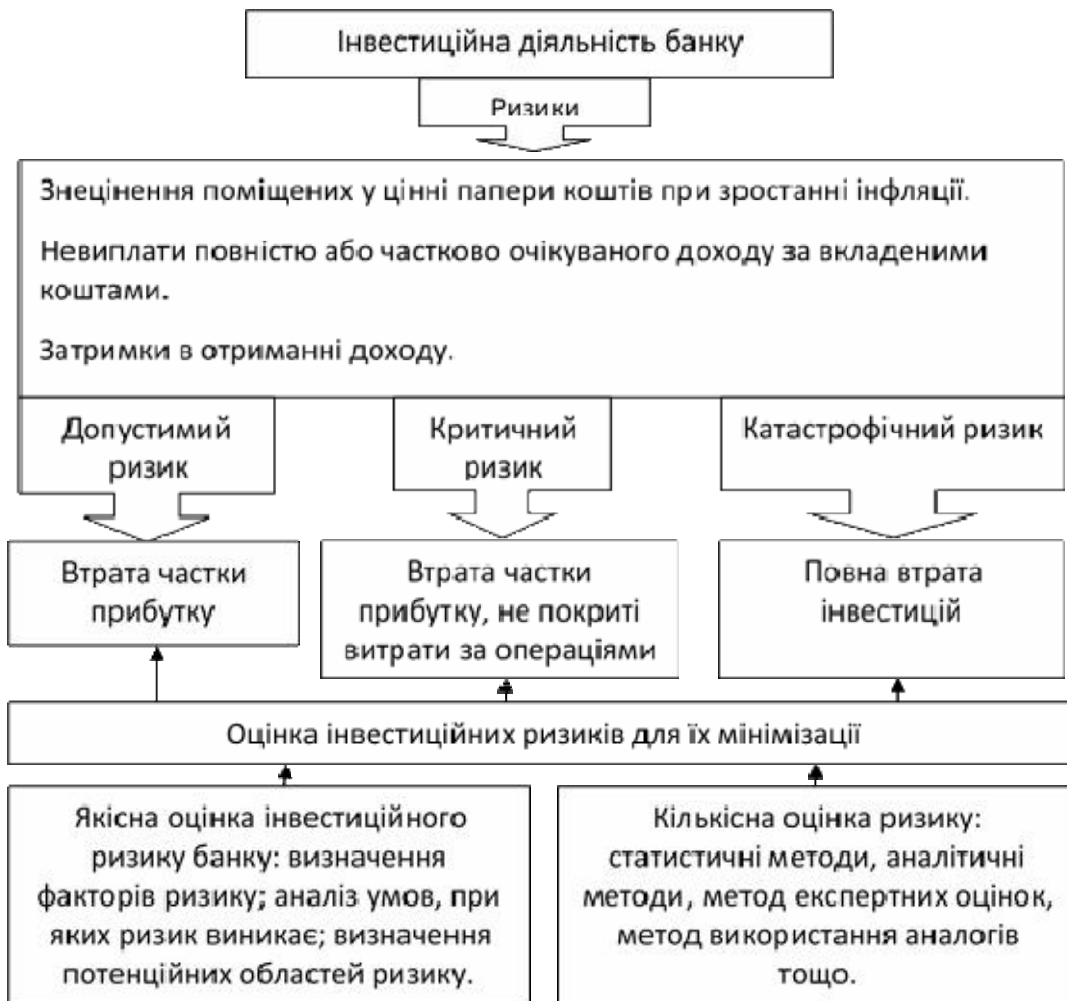 Інвестиційна діяльність банку
Ризики
Знецінення поміщених у цінні папери коштів при зростанні інфляції.
Невиплати повністю або частково очікуваного доходу за вкладеними
коштами.
Затримки в отриманні доходу.
Допустимий
ризик
Критичний
ризик
Катастрофічний ризик
Втрата частки
прибутку
Втрата частки
прибутку, не покриті
витрати за операціями
Повна втрата
інвестицій
Оцінка інвестиційних ризиків для їх мінімізації
Якісна оцінка інвестиційного
ризику банку: визначення
факторів ризику; аналіз умов, при
яких ризик виникає; визначення
потенційних областей ризику.
Кількісна оцінка ризику:
статистичні методи, аналітичні
методи, метод експертних оцінок,
метод використання аналогів
тощо.